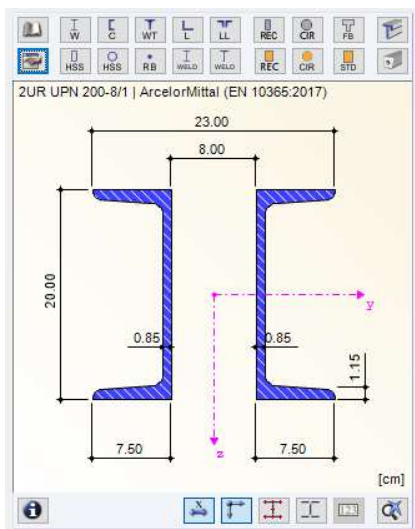 W C WT L LL REC CIR FB
HSS HSS RB WELD WELD REC CIR STD
2UR UPN 200-8/1 | ArcelorMittal (EN 10365:2017)
23.00
8.00
20.00
y
0.85 0.85
1.15
7.50 7.50
z
[cm]
x 123